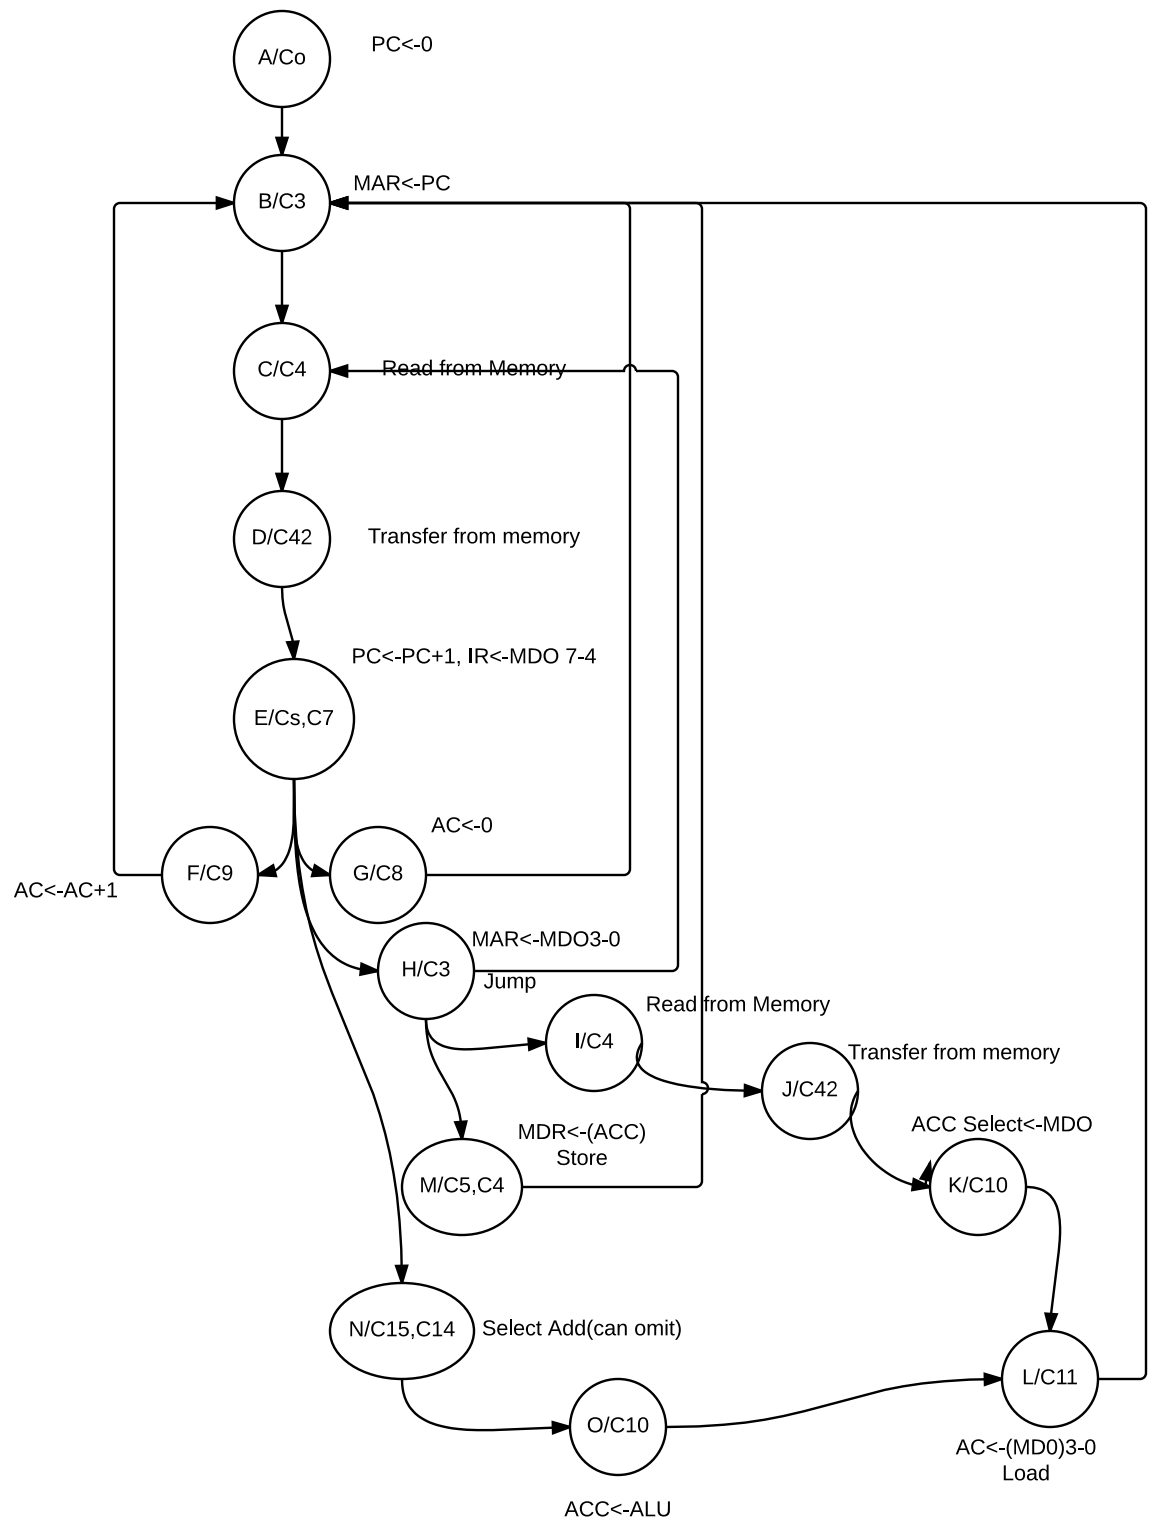 A/Co
PC<-0
B/C3
MAR<-PC
C/C4
Read from Memory
D/C42
Transfer from memory
PC<-PC+1, IR<-MDO 7-4
E/Cs,C7
AC<-0
F/C9
G/C8
AC<-AC+1
MAR<-MDO3-0
H/C3
Jump
Read from Memory
I/C4
Transfer from memory
J/C42
ACC Select<-MDO
MDR<-(ACC)
Store
M/C5,C4
K/C10
N/C15,C14
Select Add(can omit)
L/C11
O/C10
AC<-(MD0)3-0
Load
ACC<-ALU